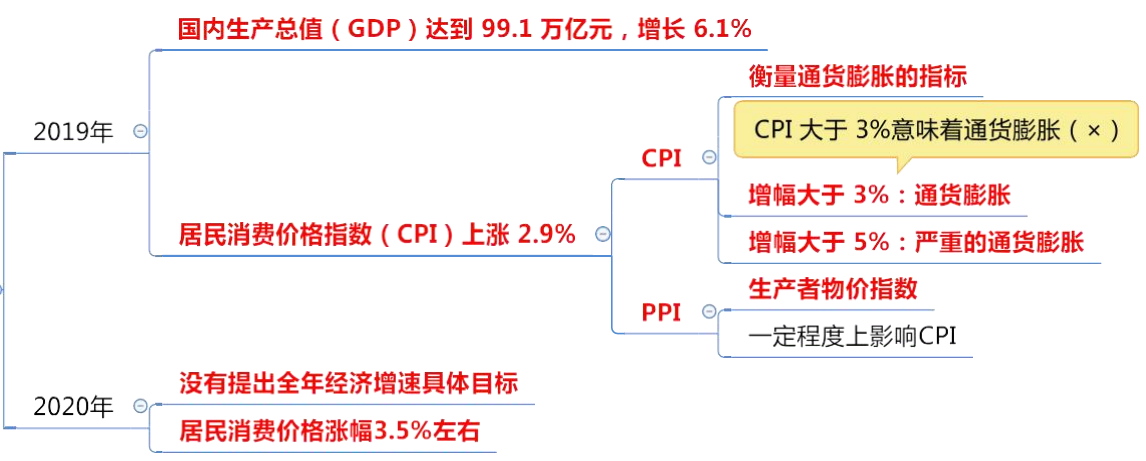 国内生产总值（GDP）达到 99.1 万亿元，增长 6.1%
衡量通货膨胀的指标
2019年
CPI 大于 3%意味着通货膨胀（×）
CPI
增幅大于 3%：通货膨胀
居民消费价格指数（CPI）上涨 2.9%
增幅大于 5%：严重的通货膨胀
生产者物价指数
PPI
一定程度上影响CPI
没有提出全年经济增速具体目标
2020年
居民消费价格涨幅3.5%左右